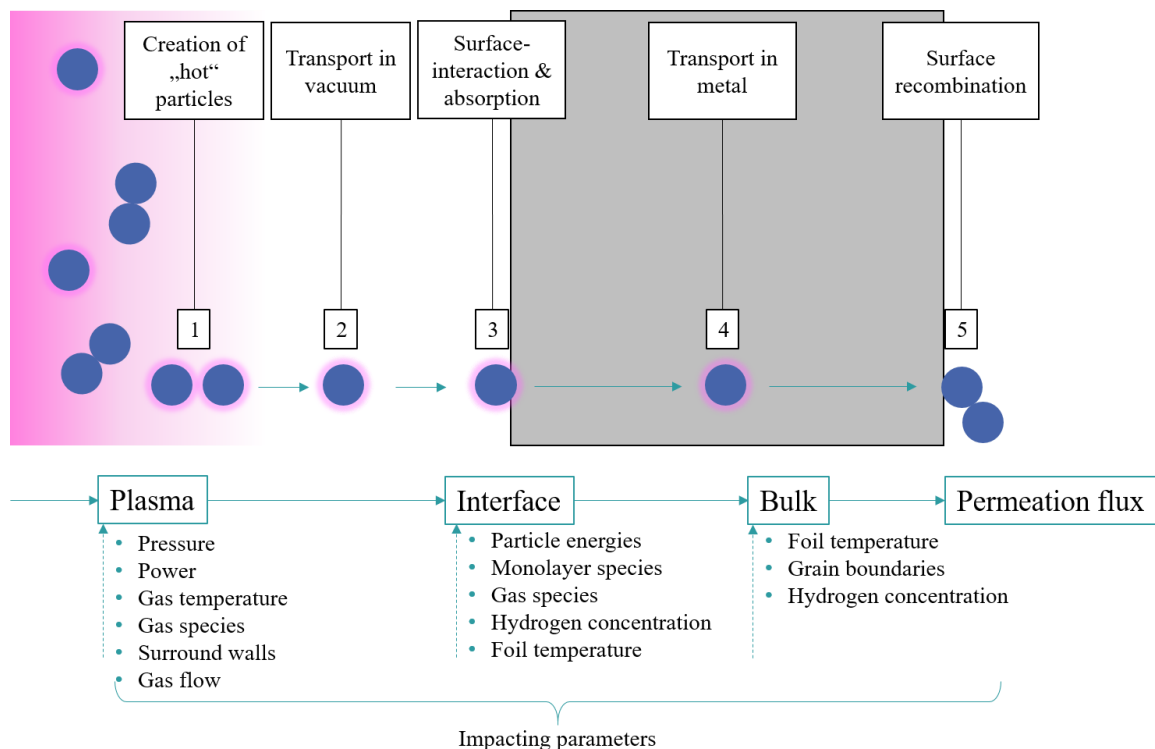 Creation of
„hot“
particles
Transport in
vacuum
Surface-
interaction &
absorption
Transport in
metal
Surface
recombination
1
2
3
4
5
Plasma
Interface
Bulk
Permeation flux
• Pressure
• Power
• Gas temperature
• Gas species
• Surround walls
• Gas flow
• Particle energies
• Monolayer species
• Gas species
• Hydrogen concentration
• Foil temperature
• Foil temperature
• Grain boundaries
• Hydrogen concentration
Impacting parameters